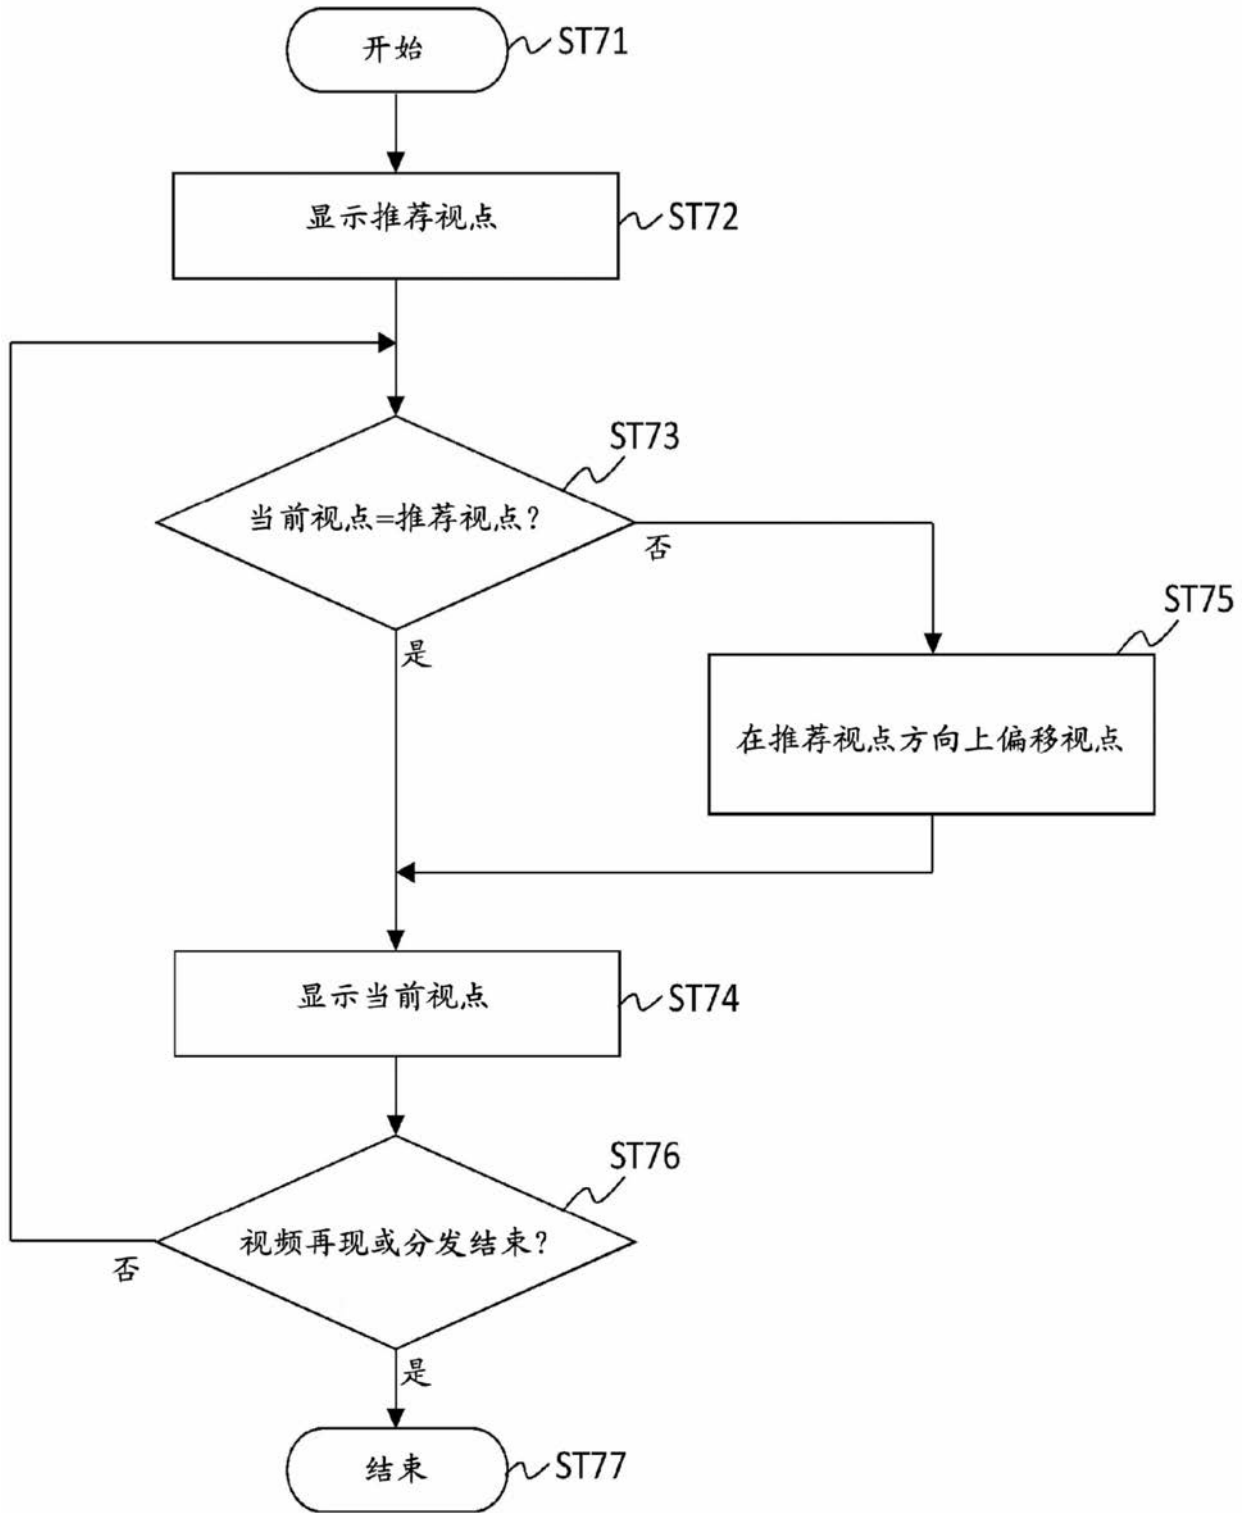 开始
ST71
显示推荐视点
ST72
ST73
当前视点=推荐视点?
否
是
ST75
在推荐视点方向上偏移视点
显示当前视点
ST74
ST76
视频再现或分发结束?
否
是
结束
ST77